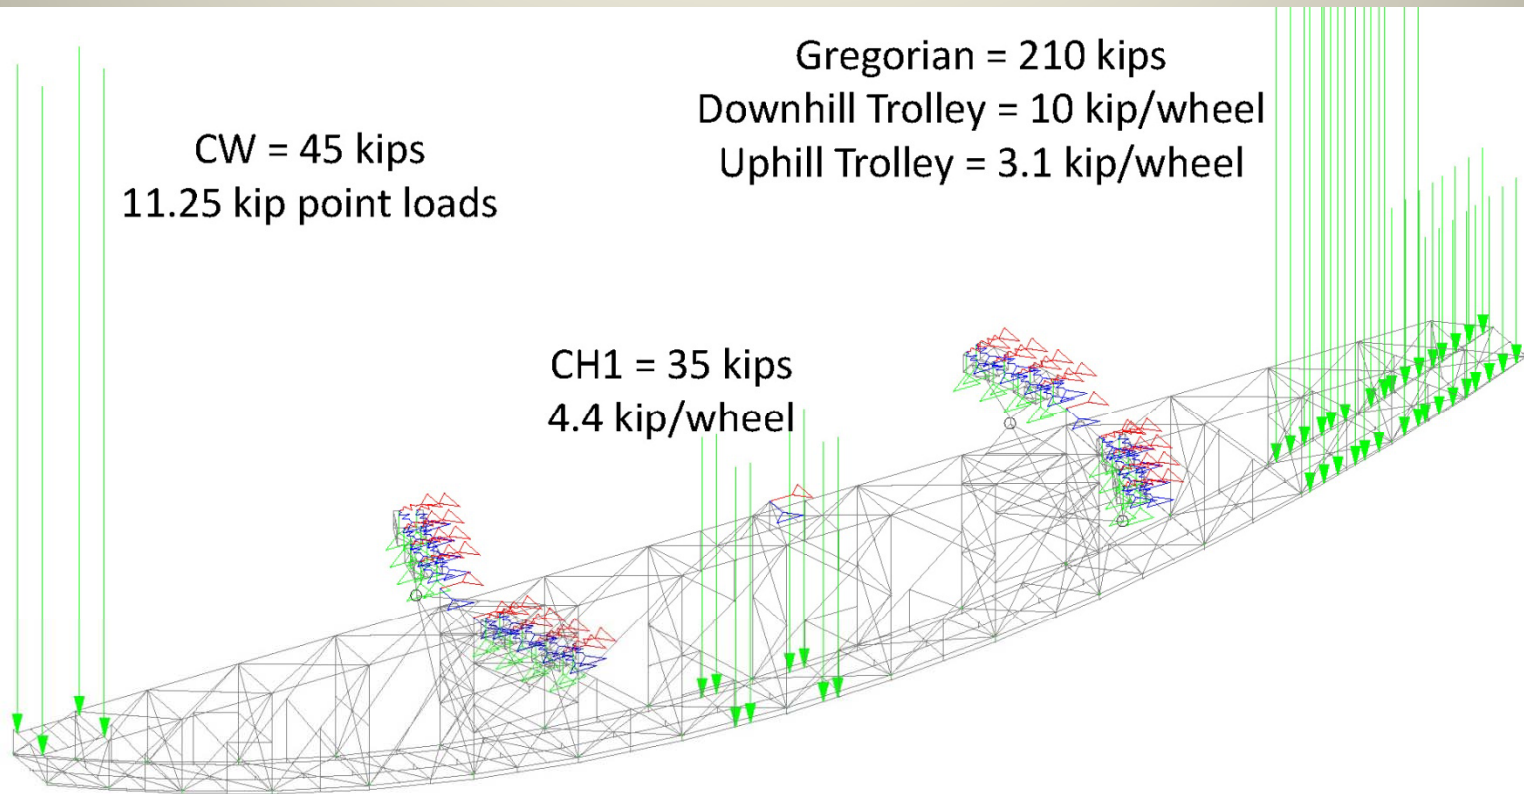 Gregorian = 210 kips
Downhill Trolley = 10 kip/wheel
Uphill Trolley = 3.1 kip/wheel
CW = 45 kips
11.25 kip point loads
CH1 = 35 kips
4.4 kip/wheel